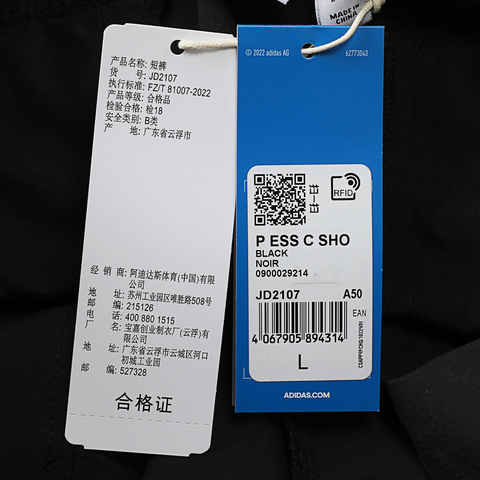 产品名称: 短裤
货 号: JD2107
执行标准: FZ/T 81007-2022
产品等级: 合格品
检验合格: 检18
安全类别: B类
产 地: 广东省云浮市
经 销 商: 阿迪达斯体育(中国)有限
公司
地 址: 苏州工业园区唯胜路508号
邮 编: 215126
电 话: 400 880 1515
厂 名: 宝嘉创业制衣厂(云浮)有
限公司
地 址: 广东省云浮市云城区河口
初城工业园
邮 编: 527328
合格证
MADE IN
CHINA
© 2022 adidas AG 62773043
RFID
P ESS C SHO
BLACK
NOIR
0900029214
JD2107 A50
EAN
4 067905 894314
L
ADIDAS.COM